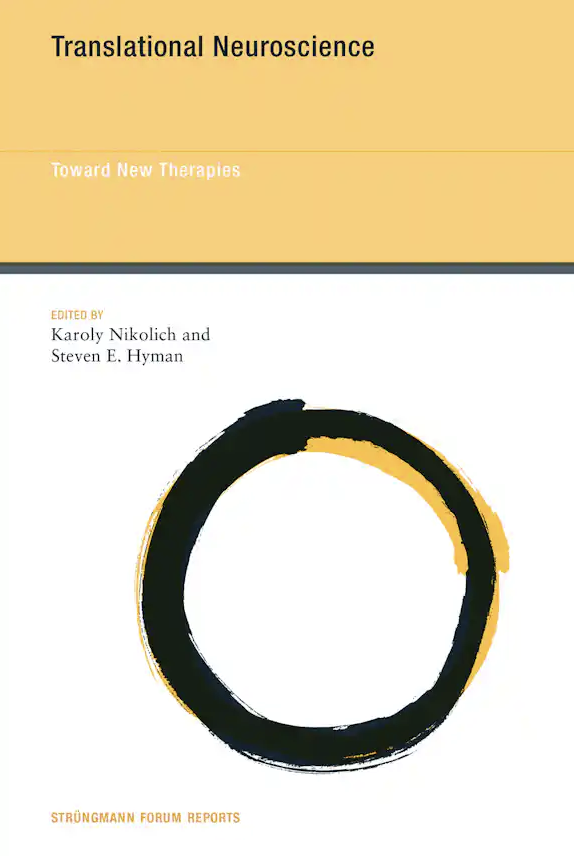 Translational Neuroscience
Toward New Therapies
EDITED BY
Karoly Nikolich and
Steven E. Hyman
STRÜNGMANN FORUM REPORTS